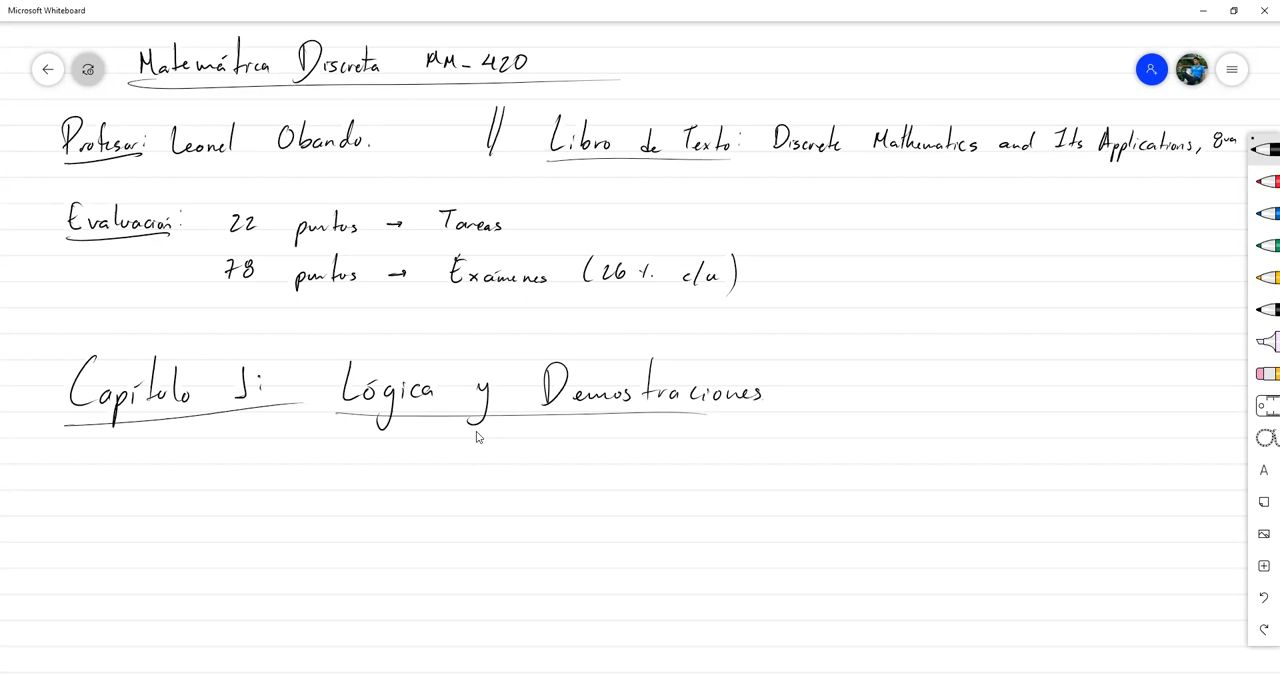 Microsoft Whiteboard
Matemática Discreta MM-420
Profesor: Leonel Obando. // Libro de Texto: Discrete Mathematics and Its Applications, 8va
Evaluación: 22 puntos → Tareas
78 puntos → Éxámenes (26 % c/u)
Capítulo 1: Lógica y Demostraciones
A